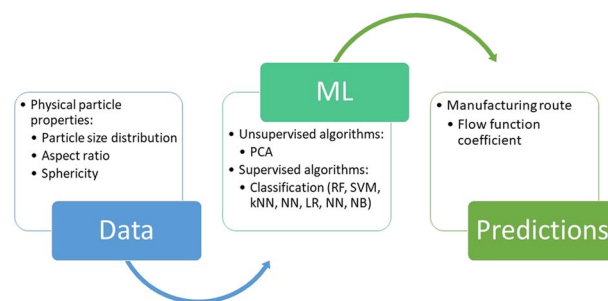 • Physical particle
properties:
• Particle size distribution
• Aspect ratio
• Sphericity
Data
ML
• Unsupervised algorithms:
• PCA
• Supervised algorithms:
• Classification (RF, SVM,
kNN, NN, LR, NN, NB)
• Manufacturing route
• Flow function
coefficient
Predictions